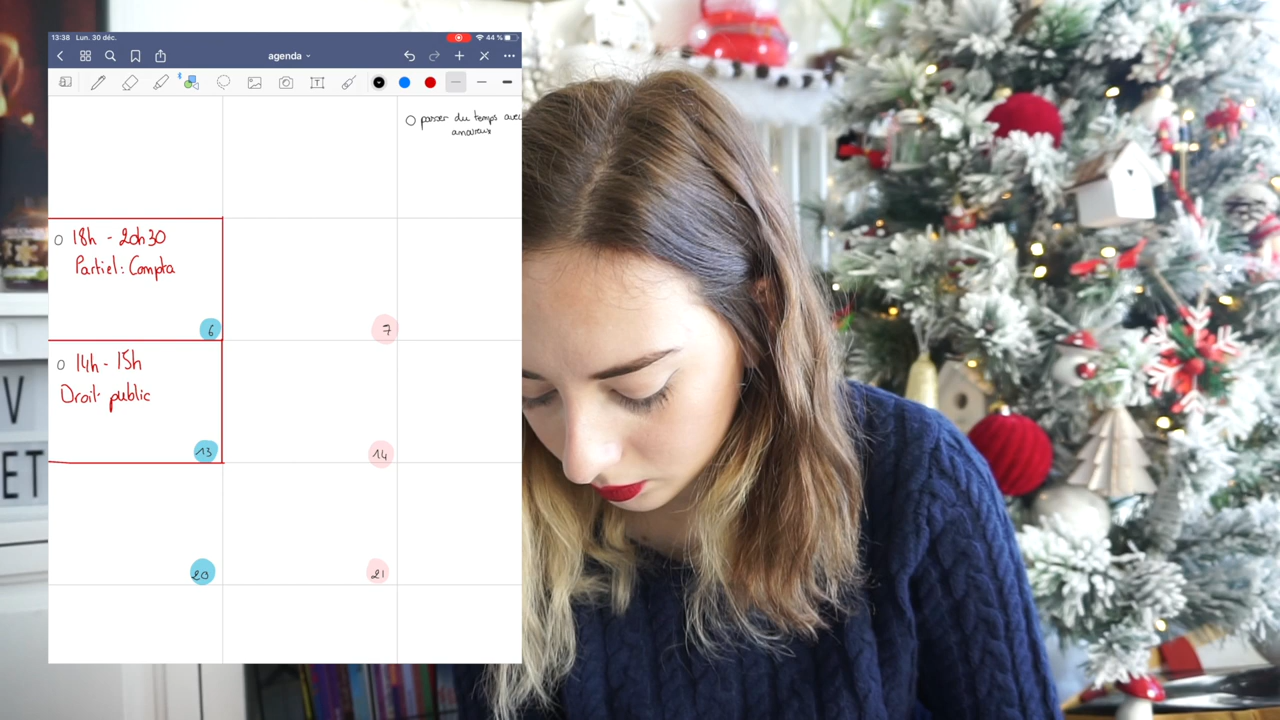 13:38 Lun. 30 déc.
44 %
agenda
T
passer du temps avec
18h - 20h30
Partiel : Compta
6
7
14h - 15h
Droit public
13
14
20
21
V
ET